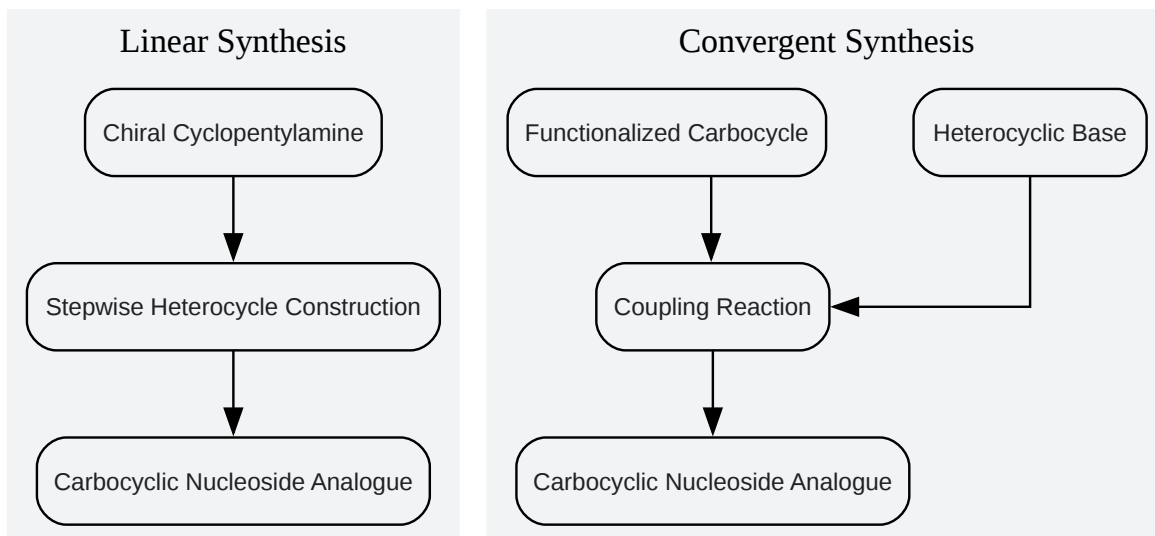 Linear Synthesis
Chiral Cyclopentylamine
Stepwise Heterocycle Construction
Carbocyclic Nucleoside Analogue
Convergent Synthesis
Functionalized Carbocycle
Heterocyclic Base
Coupling Reaction
Carbocyclic Nucleoside Analogue